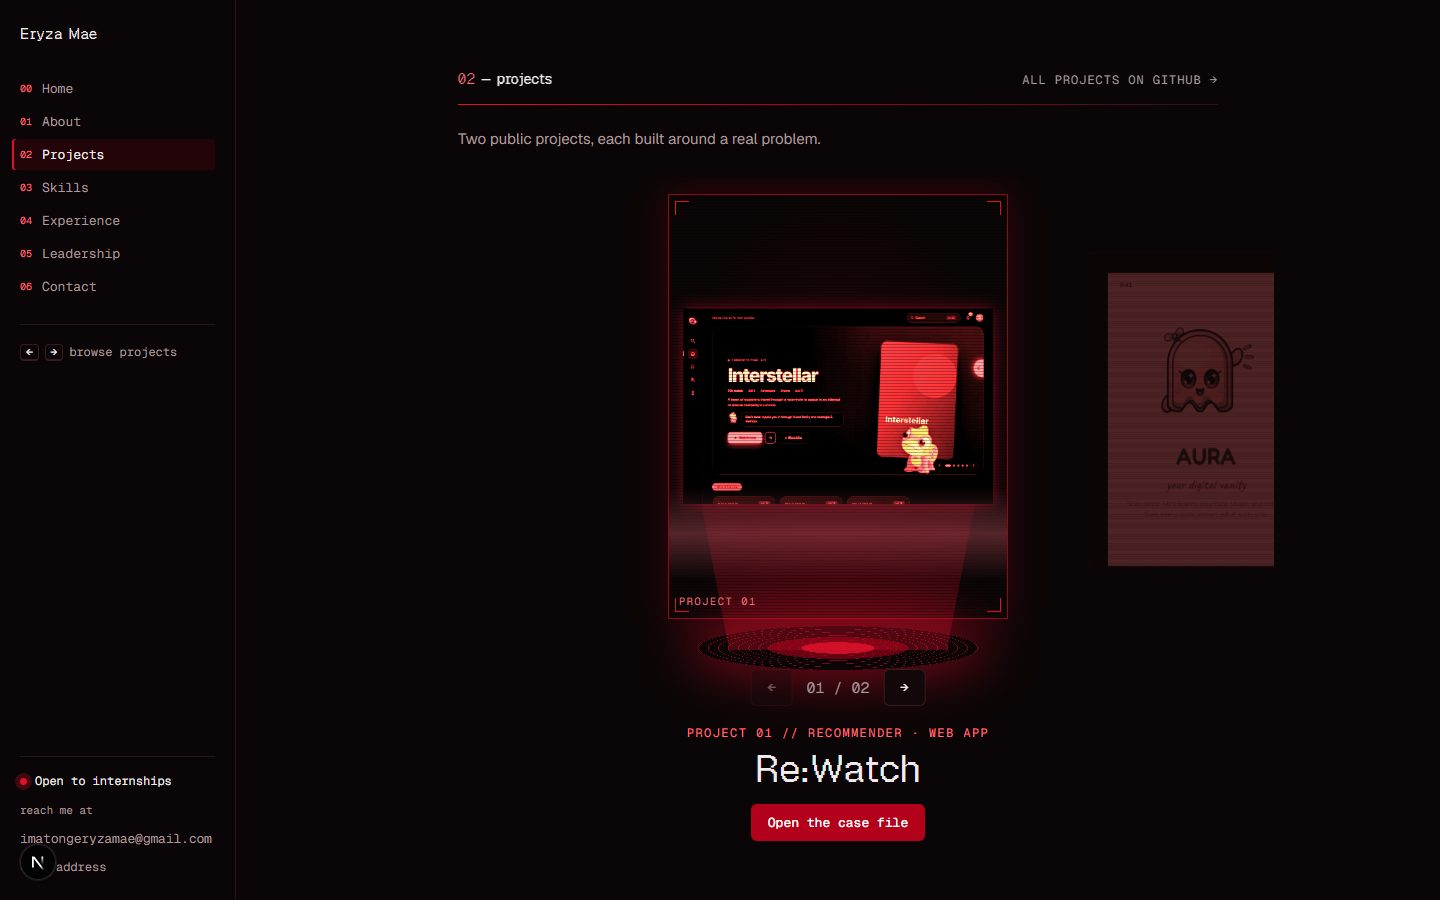 Eryza Mae
00 Home
01 About
02 Projects
03 Skills
04 Experience
05 Leadership
06 Contact
← → browse projects
Open to internships
reach me at
imatongeryzamae@gmail.com
address
02 — projects
ALL PROJECTS ON GITHUB →
Two public projects, each built around a real problem.
Search
Interstellar
Interstellar
PROJECT 01
AURA
your digital vanity
← 01 / 02 →
PROJECT 01 // RECOMMENDER · WEB APP
Re:Watch
Open the case file